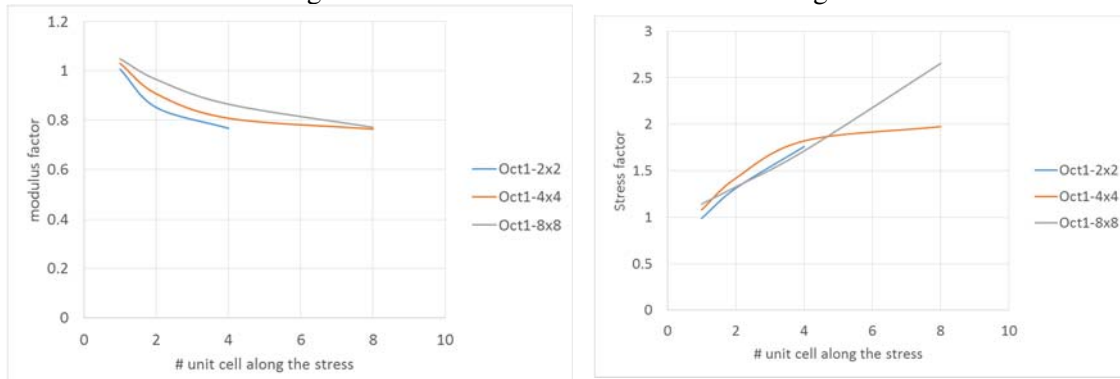 1.2
1
0.8
0.6
0.4
0.2
0
0
2
4
6
8
10
modulus factor
# unit cell along the stress
Oct1-2x2
Oct1-4x4
Oct1-8x8
3
2.5
2
1.5
1
0.5
0
0
2
4
6
8
10
Stress factor
# unit cell along the stress
Oct1-2x2
Oct1-4x4
Oct1-8x8